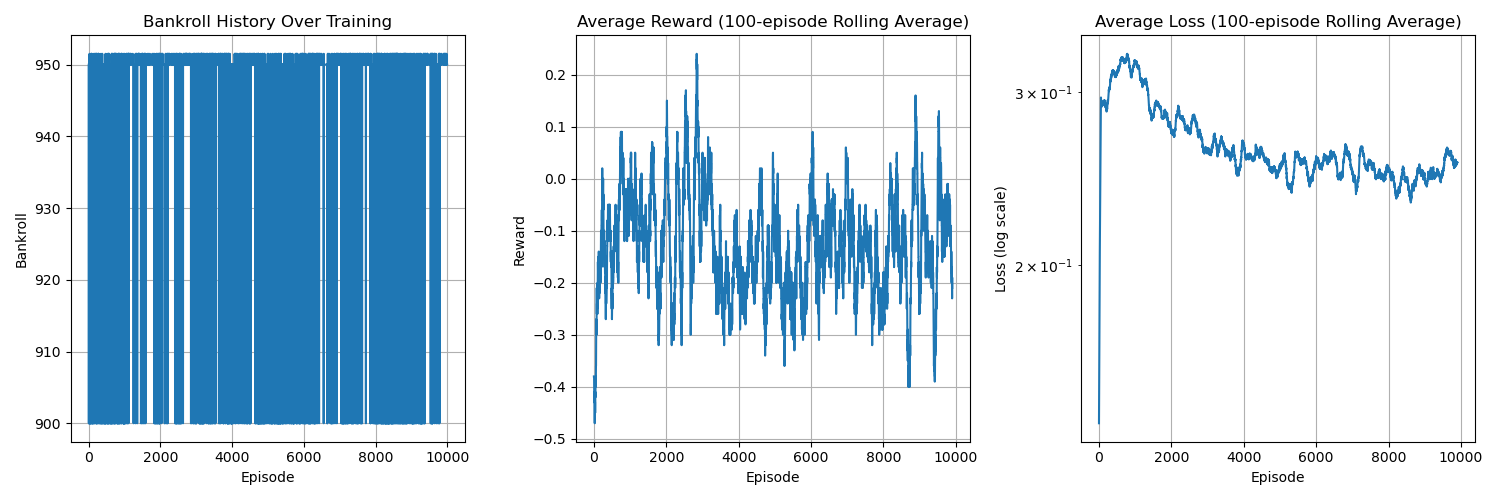 Bankroll History Over Training
Bankroll
950
940
930
920
910
900
0 2000 4000 6000 8000 10000
Episode
Average Reward (100-episode Rolling Average)
Reward
0.2
0.1
0.0
−0.1
−0.2
−0.3
−0.4
−0.5
0 2000 4000 6000 8000 10000
Episode
Average Loss (100-episode Rolling Average)
Loss (log scale)
3 × 10⁻¹
2 × 10⁻¹
0 2000 4000 6000 8000 10000
Episode